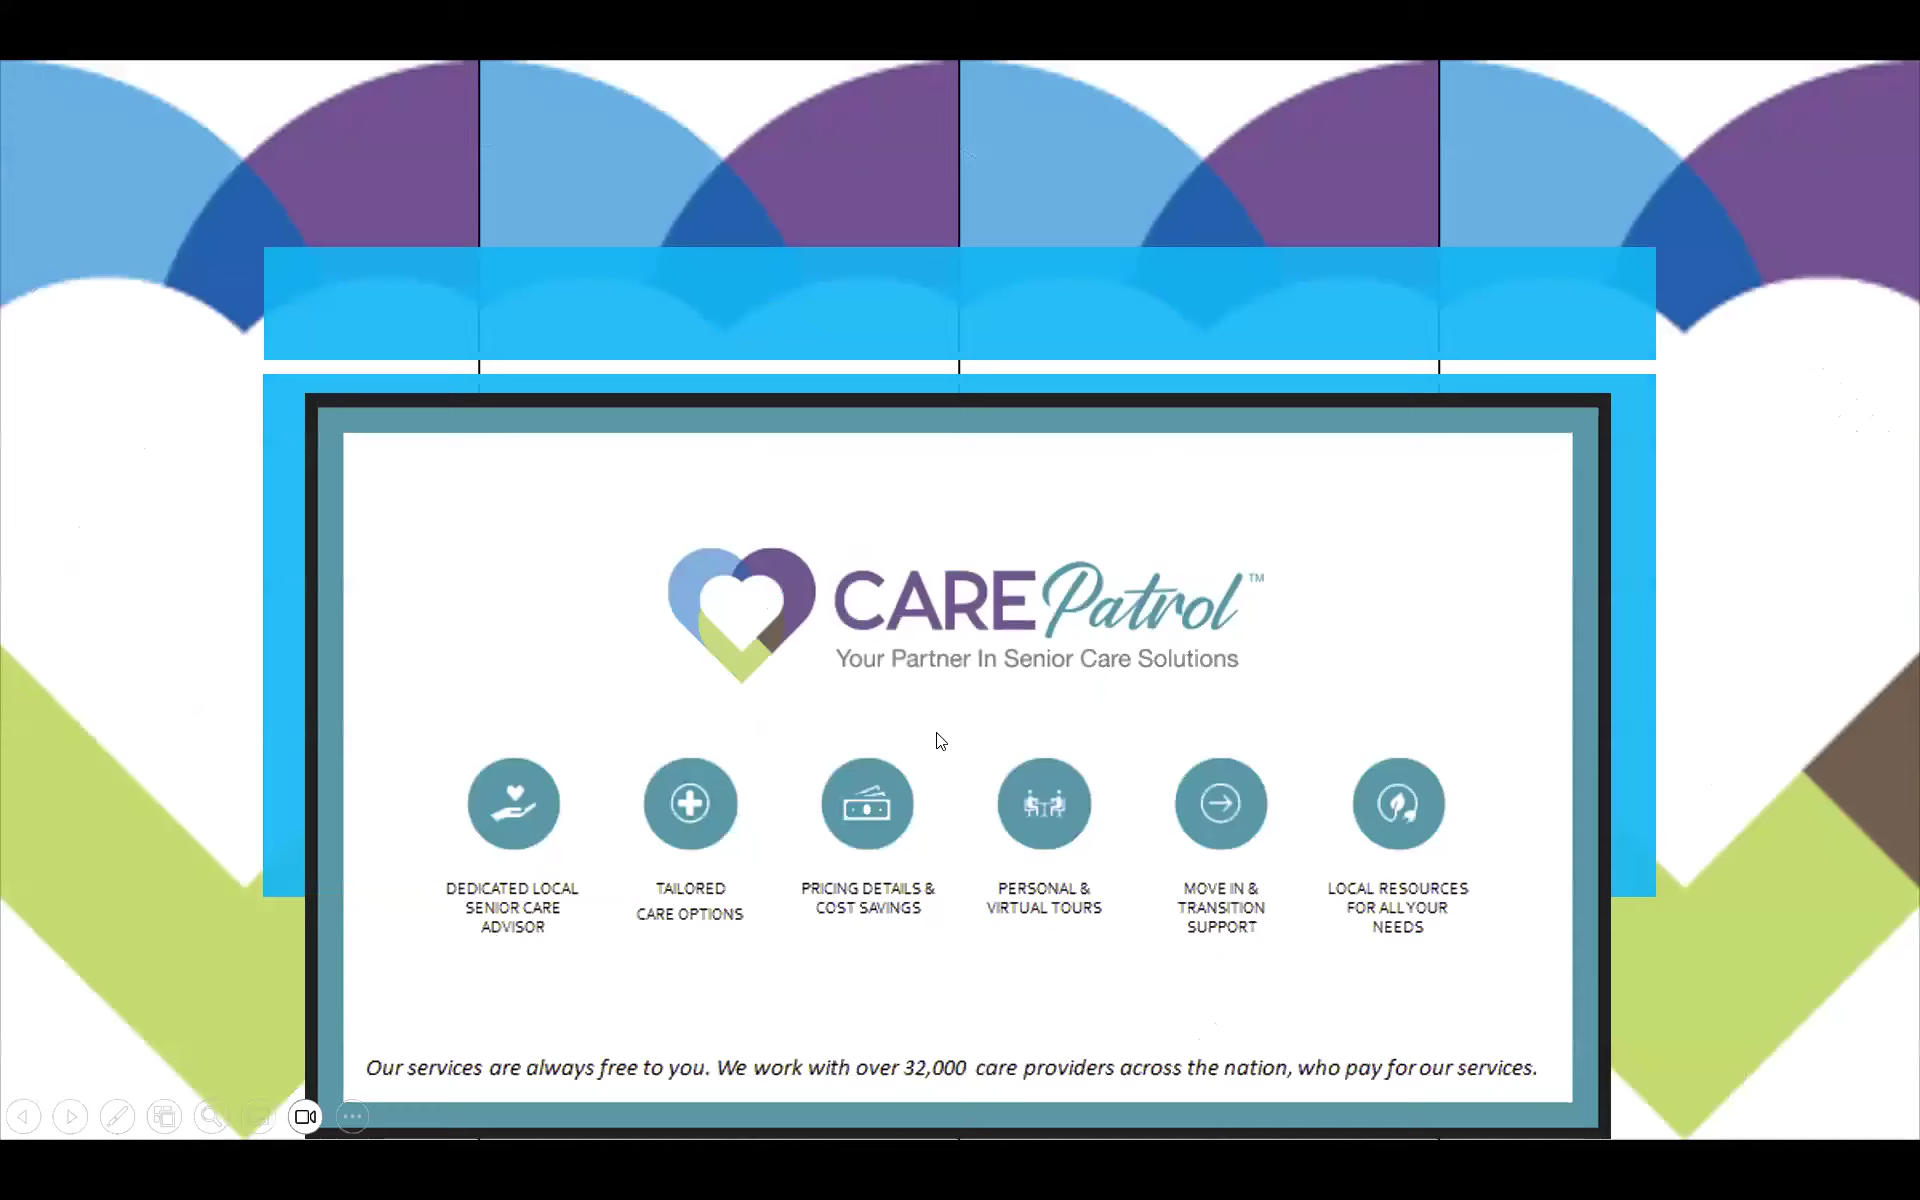 CARE Patrol™
Your Partner In Senior Care Solutions
DEDICATED LOCAL
SENIOR CARE
ADVISOR
TAILORED
CARE OPTIONS
PRICING DETAILS &
COST SAVINGS
PERSONAL &
VIRTUAL TOURS
MOVE IN &
TRANSITION
SUPPORT
LOCAL RESOURCES
FOR ALL YOUR
NEEDS
Our services are always free to you. We work with over 32,000 care providers across the nation, who pay for our services.